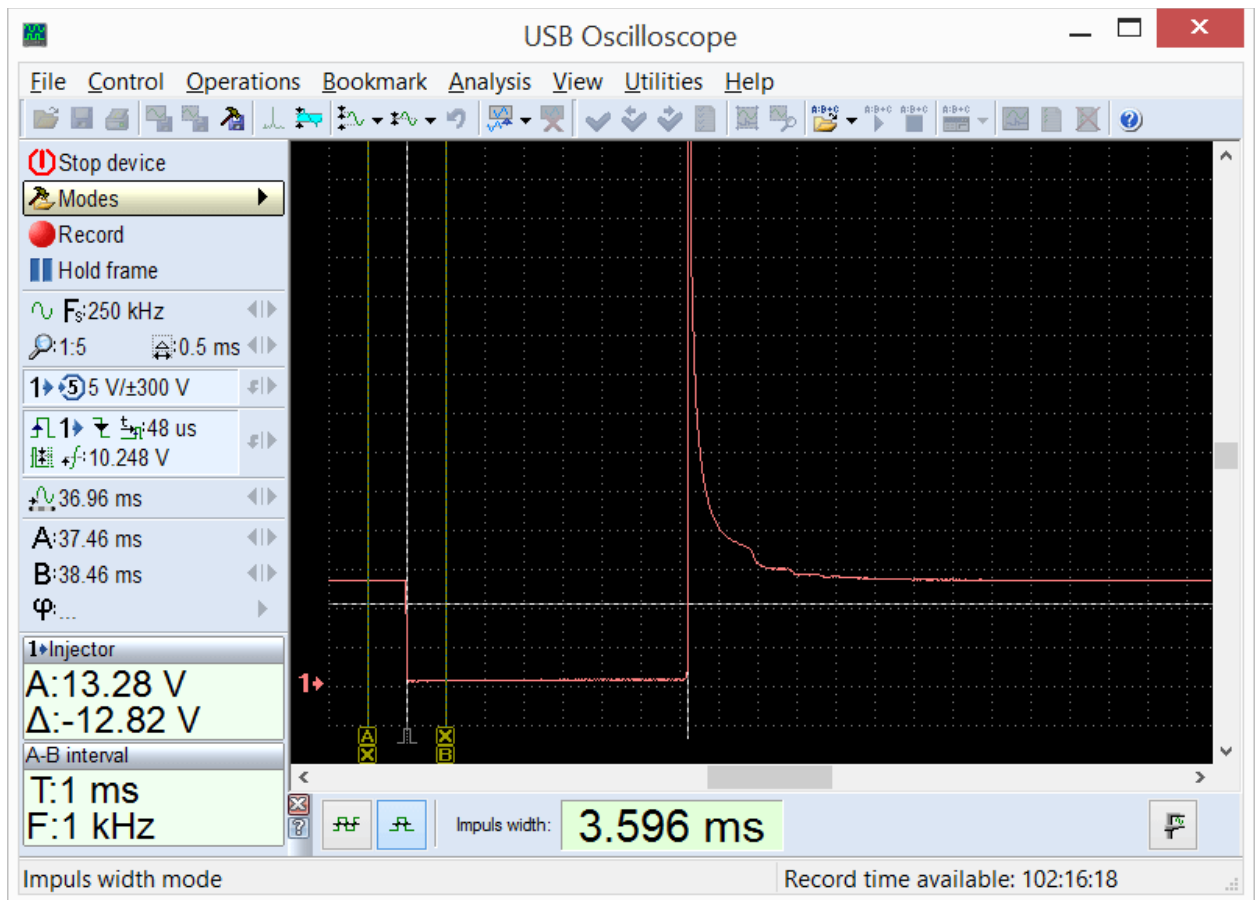 USB Oscilloscope
File Control Operations Bookmark Analysis View Utilities Help
A:B+C A:B+C A:B+C A:B+C
Stop device
Modes
Record
Hold frame
Fs:250 kHz
1:5 0.5 ms
1 5 5 V/±300 V
1 48 us
10.248 V
36.96 ms
A:37.46 ms
B:38.46 ms
φ:...
1 Injector
A:13.28 V
Δ:-12.82 V
A-B interval
T:1 ms
F:1 kHz
1
A X
X B
Impuls width: 3.596 ms
Impuls width mode
Record time available: 102:16:18